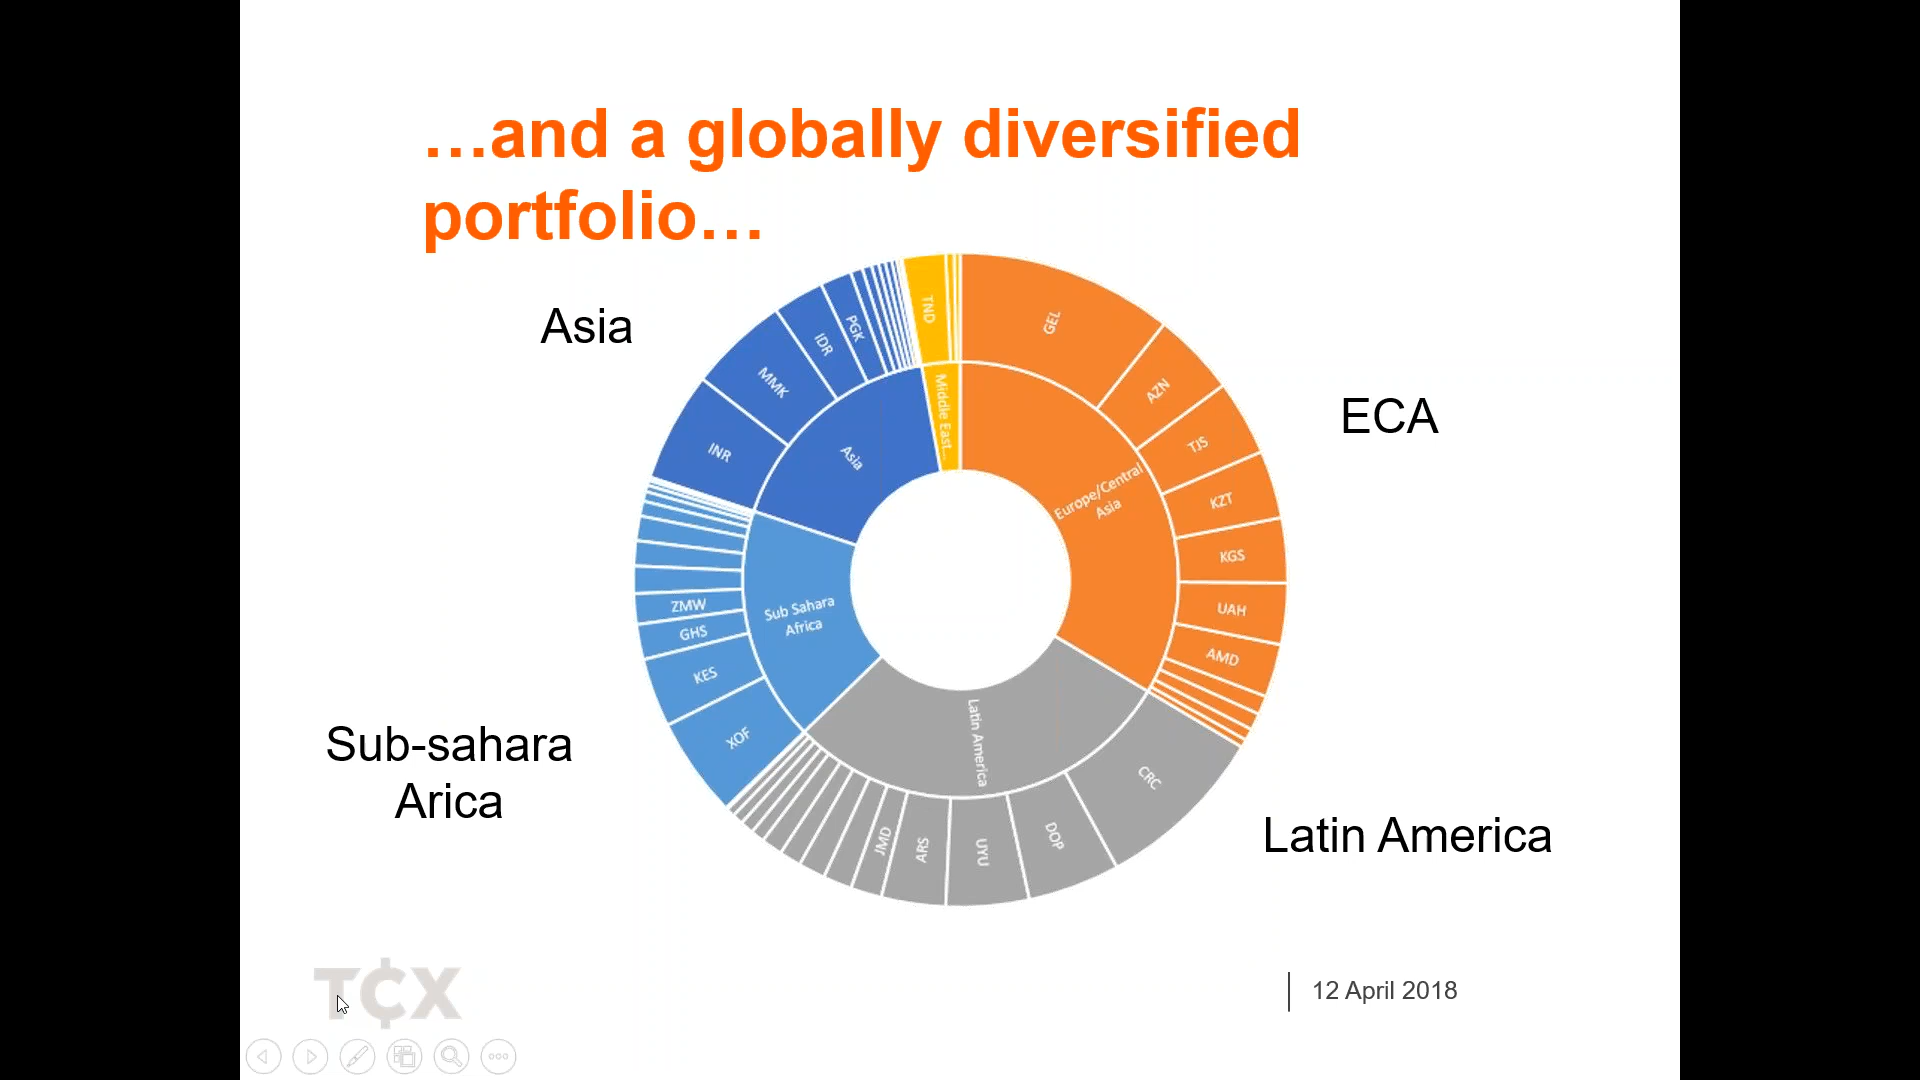 …and a globally diversified
portfolio…
Asia
ECA
Sub-sahara
Arica
Latin America
GEL
AZN
TJS
KZT
KGS
UAH
AMD
CRC
DOP
UYU
ARS
JMD
XOF
KES
GHS
ZMW
INR
MMK
IDR
PGK
TND
Europe/Central
Asia
Latin America
Sub Sahara
Africa
Asia
Middle East...
TCX
12 April 2018